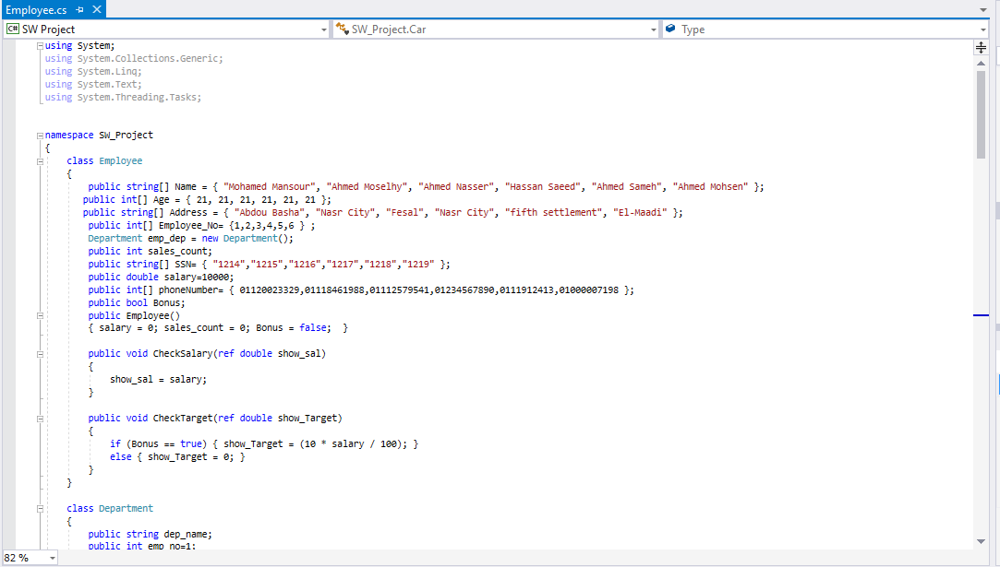 Employee.cs
C# SW Project SW_Project.Car Type
using System;
using System.Collections.Generic;
using System.Linq;
using System.Text;
using System.Threading.Tasks;
namespace SW_Project
{
class Employee
{
public string[] Name = { "Mohamed Mansour", "Ahmed Moselhy", "Ahmed Nasser", "Hassan Saeed", "Ahmed Sameh", "Ahmed Mohsen" };
public int[] Age = { 21, 21, 21, 21, 21, 21 };
public string[] Address = { "Abdou Basha", "Nasr City", "Fesal", "Nasr City", "fifth settlement", "El-Maadi" };
public int[] Employee_No= {1,2,3,4,5,6 } ;
Department emp_dep = new Department();
public int sales_count;
public string[] SSN= { "1214","1215","1216","1217","1218","1219" };
public double salary=10000;
public int[] phoneNumber= { 01120023329,01118461988,01112579541,01234567890,0111912413,01000007198 };
public bool Bonus;
public Employee()
{ salary = 0; sales_count = 0; Bonus = false;  }
public void CheckSalary(ref double show_sal)
{
show_sal = salary;
}
public void CheckTarget(ref double show_Target)
{
if (Bonus == true) { show_Target = (10 * salary / 100); }
else { show_Target = 0; }
}
}
class Department
{
public string dep_name;
public int emp_no=1;
82 %